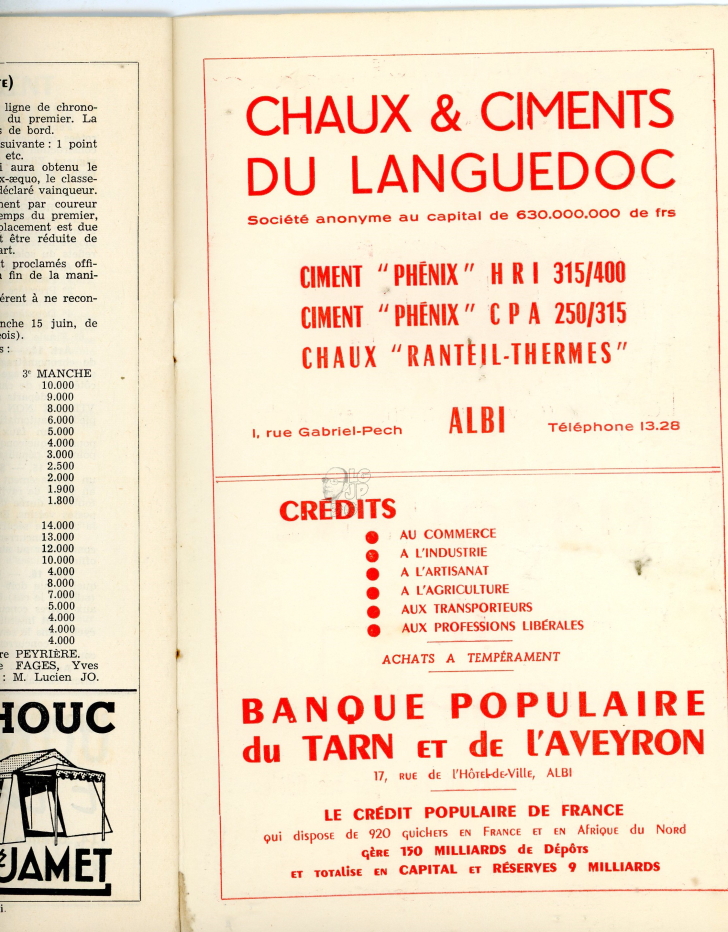 ligne de chrono-
du premier. La
de bord.
suivante : 1 point
etc.
aura obtenu le
x-æquo, le classe-
déclaré vainqueur.
ment par coureur
emps du premier,
placement est due
t être réduite de
art.
t proclamés offi-
fin de la mani-
érent à ne recon-
nche 15 juin, de
eois).
s :
3e MANCHE
10.000
9.000
8.000
6.000
5.000
4.000
3.000
2.500
2.000
1.900
1.800
14.000
13.000
12.000
10.000
4.000
8.000
7.000
5.000
4.000
4.000
4.000
re PEYRIÈRE.
e FAGES, Yves
: M. Lucien JO.
HOUC
JAMET
i.
CHAUX & CIMENTS
DU LANGUEDOC
Société anonyme au capital de 630.000.000 de frs
CIMENT "PHÉNIX" H R I 315/400
CIMENT "PHÉNIX" C P A 250/315
CHAUX "RANTEIL-THERMES"
1, rue Gabriel-Pech ALBI Téléphone 13.28
LG
JP
CRÉDITS
● AU COMMERCE
● A L'INDUSTRIE
● A L'ARTISANAT
● A L'AGRICULTURE
● AUX TRANSPORTEURS
● AUX PROFESSIONS LIBÉRALES
ACHATS A TEMPÉRAMENT
BANQUE POPULAIRE
du TARN ET de l'AVEYRON
17, RUE de l'Hôtel-de-Ville, ALBI
LE CRÉDIT POPULAIRE DE FRANCE
qui dispose de 920 guichets EN FRANCE ET EN AfRique du NoRd
gère 150 MILLIARDS de Dépôts
ET TOTALISE EN CAPITAL ET RÉSERVES 9 MILLIARDS